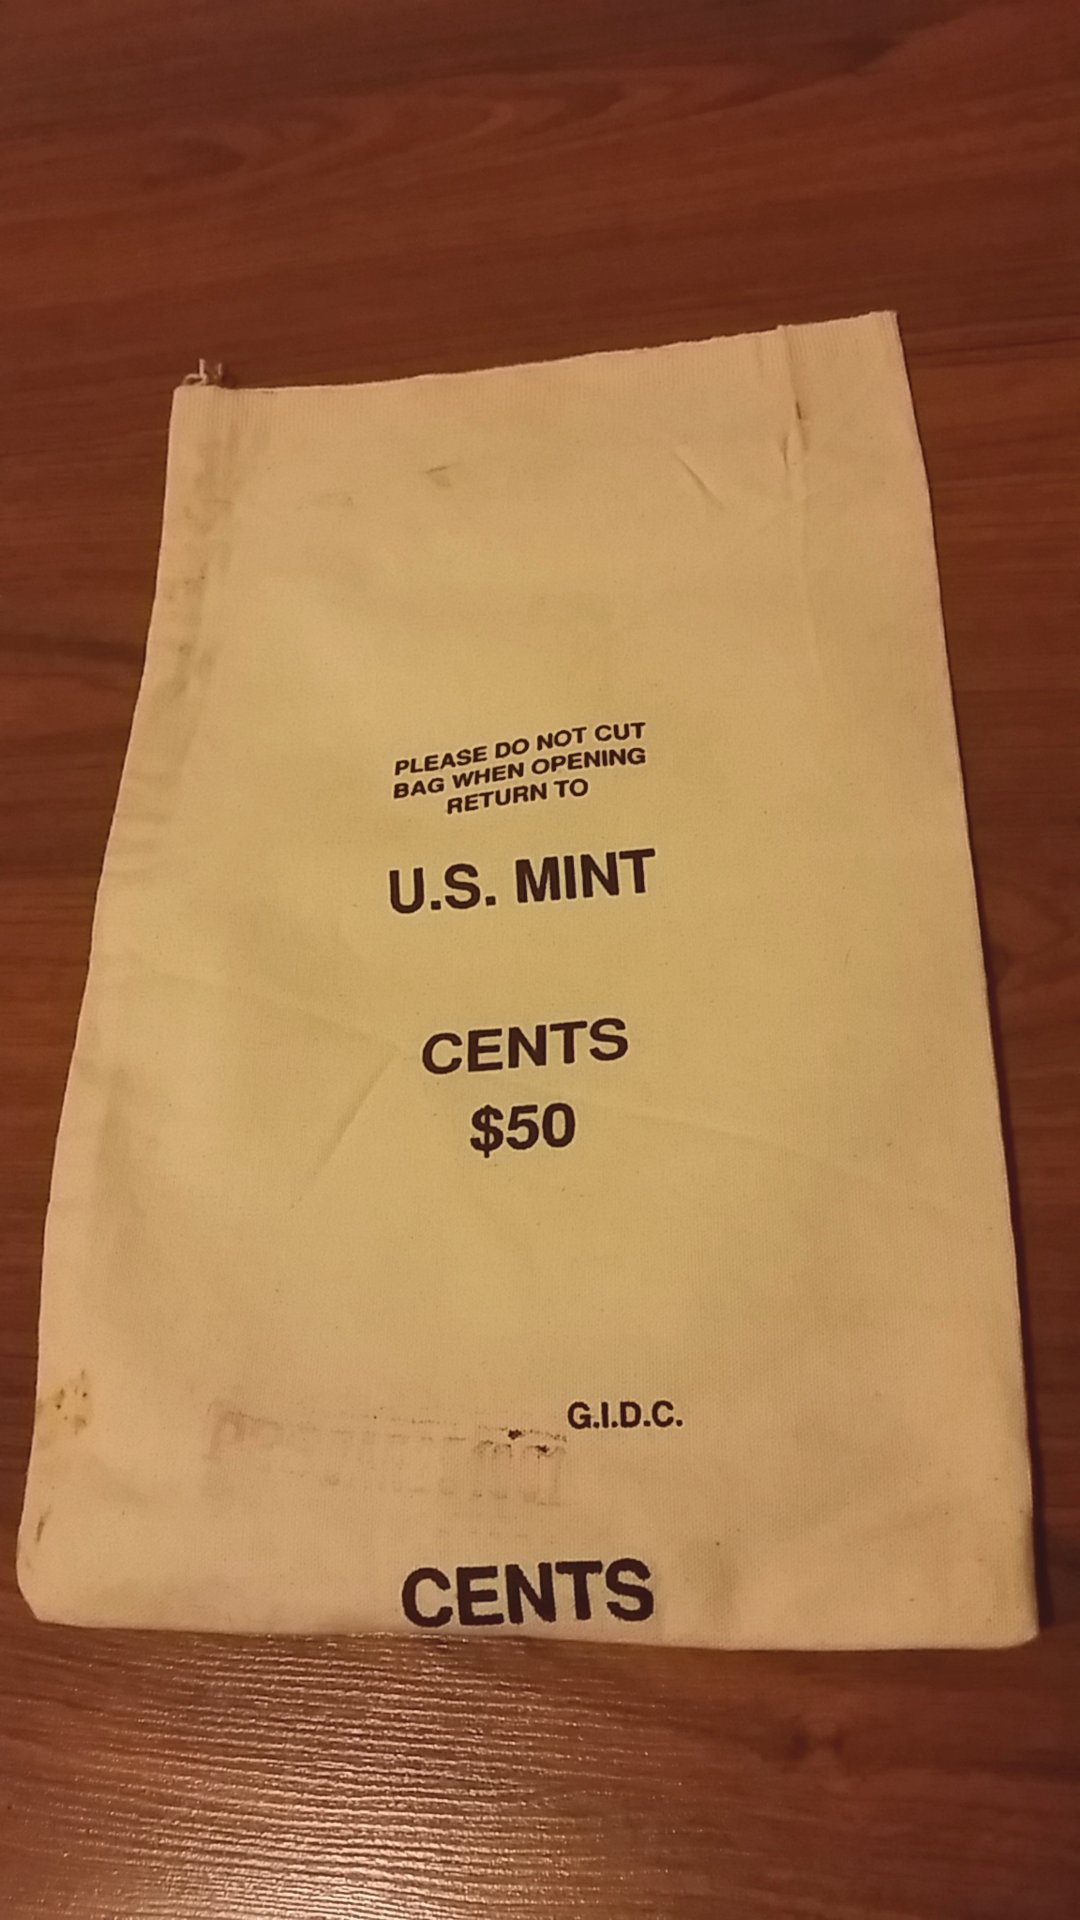 PLEASE DO NOT CUT
BAG WHEN OPENING
RETURN TO
U.S. MINT
CENTS
$50
G.I.D.C.
CENTS